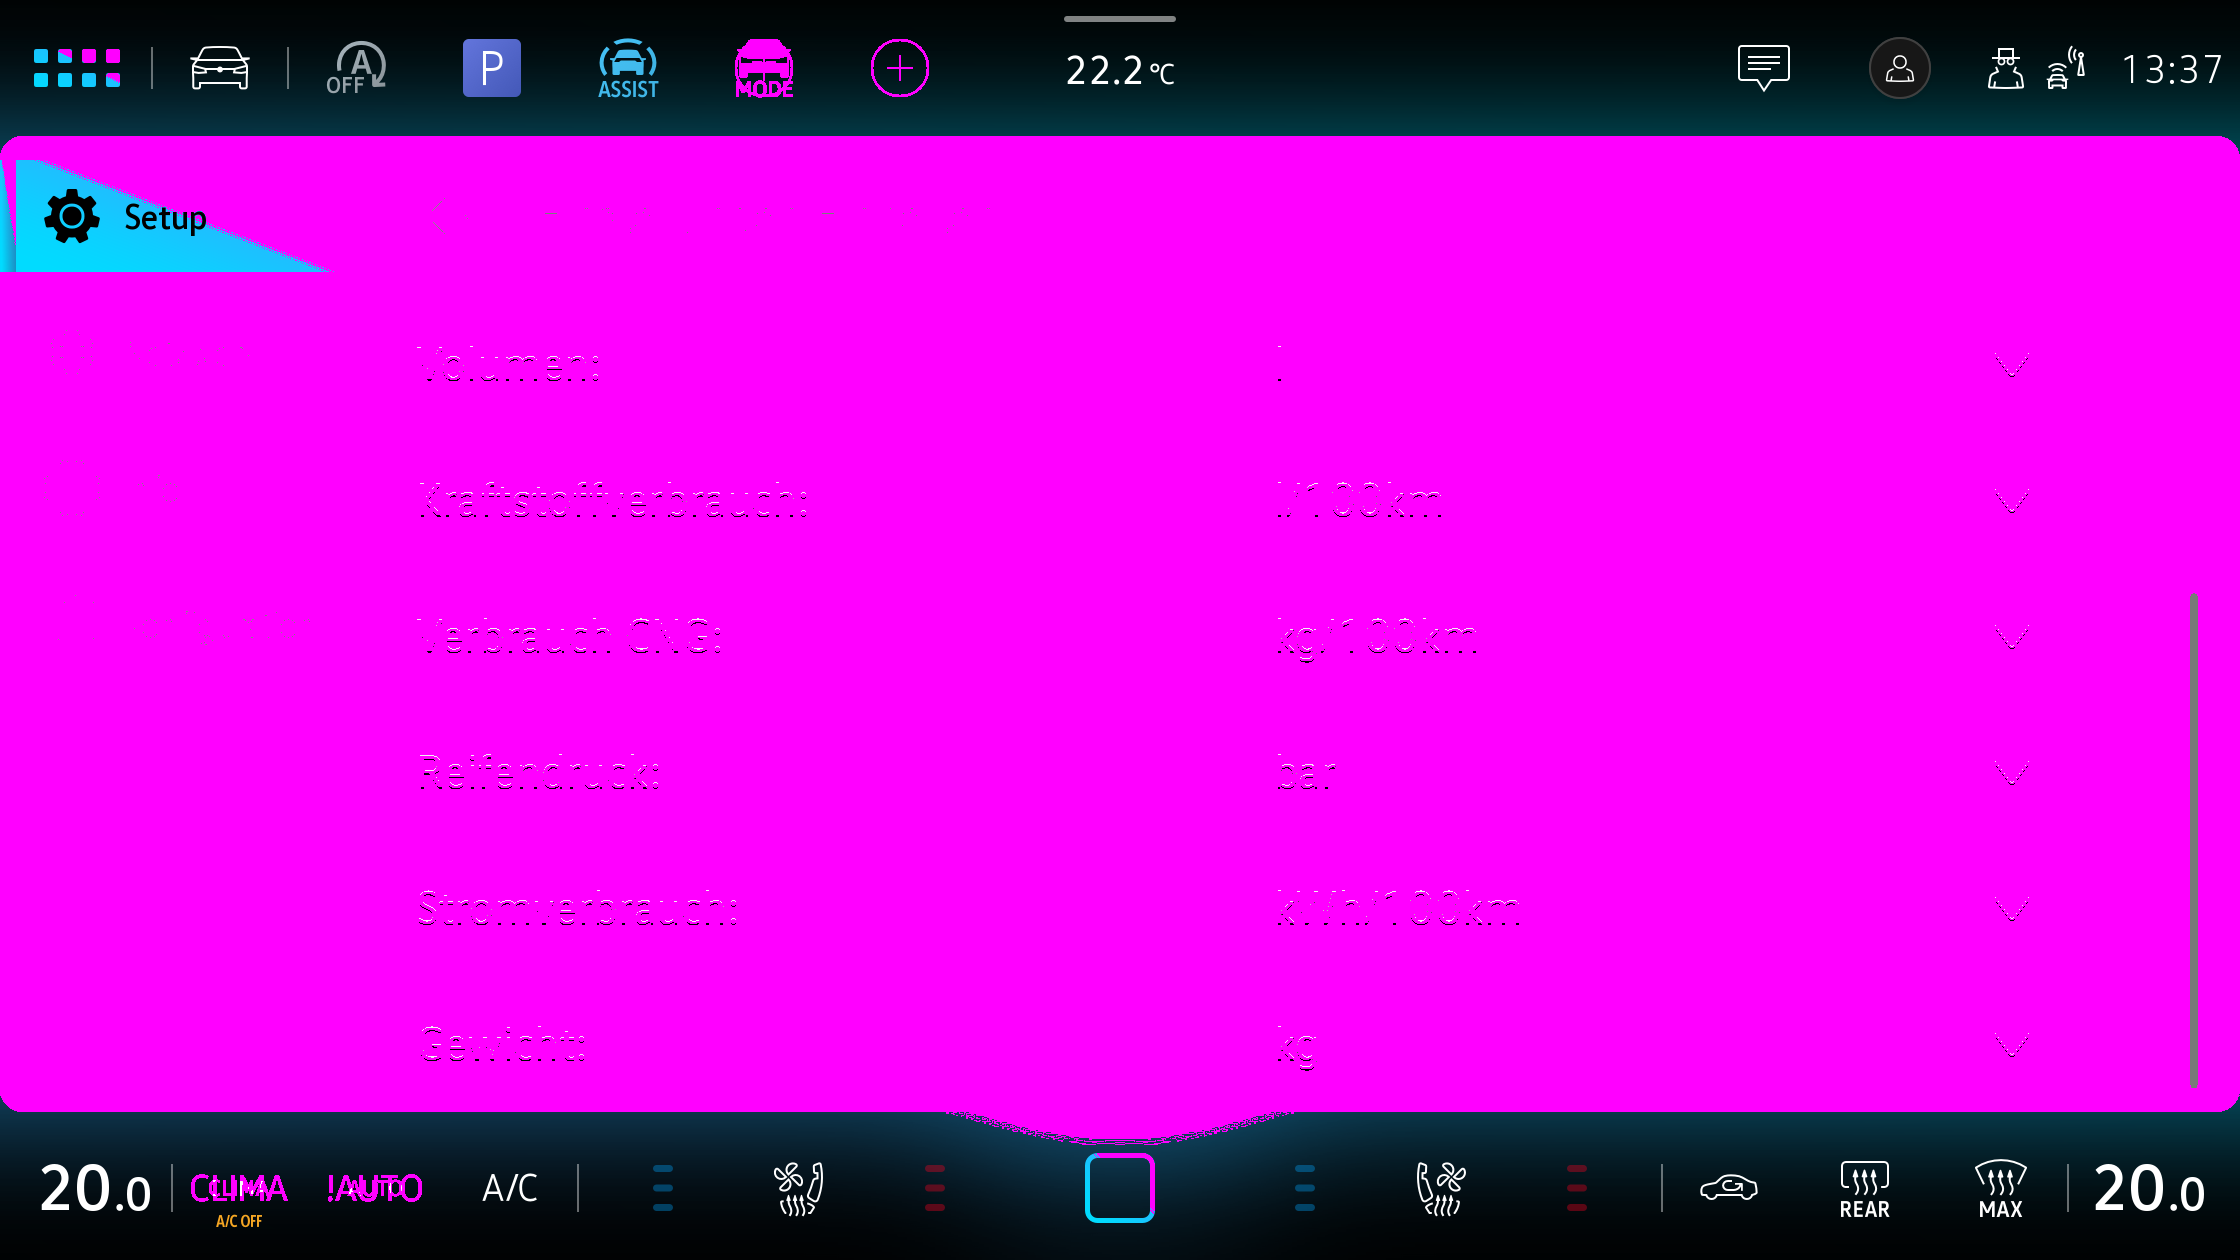 OFF A
P
ASSIST
MODE
22.2 °C
13:37
Setup
Volumen:
l
Kraftstoffverbrauch:
l/100km
Verbrauch CNG:
kg/100km
Reifendruck:
bar
Stromverbrauch:
kWh/100km
Gewicht:
kg
20.0
CLIMA
A/C OFF
!AUTO
A/C
REAR
MAX
20.0